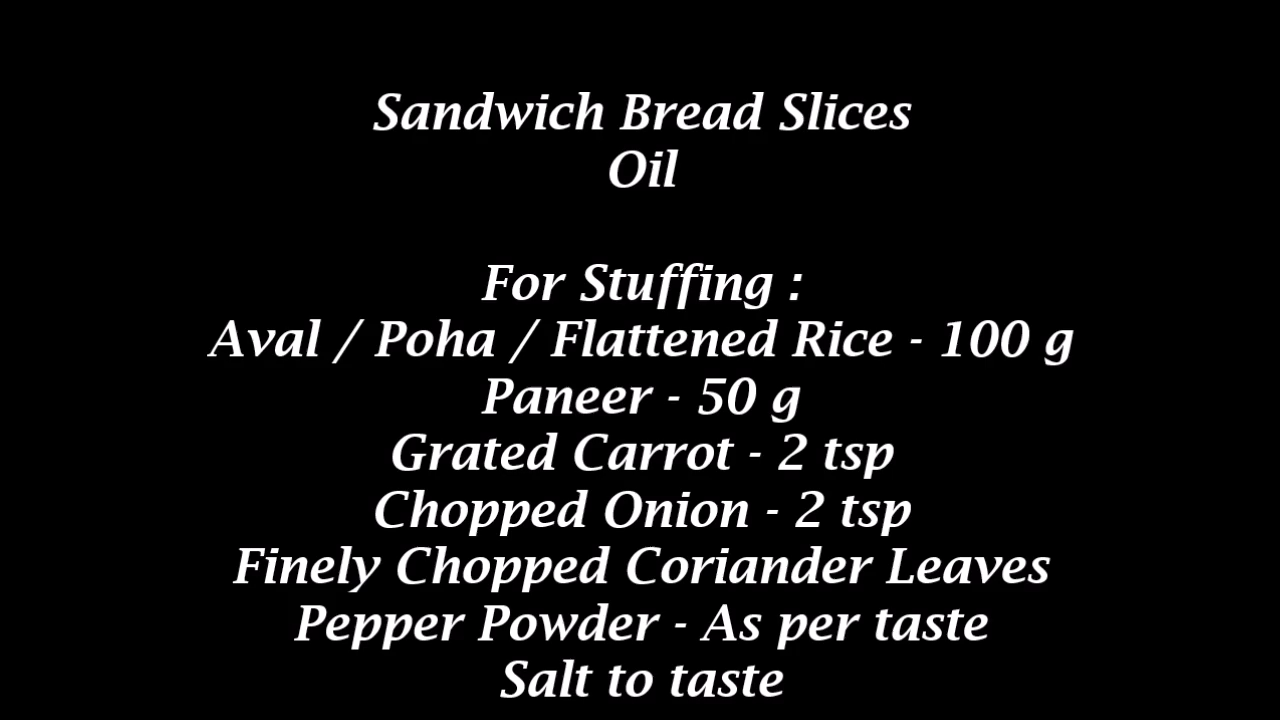 Sandwich Bread Slices
Oil
For Stuffing :
Aval / Poha / Flattened Rice - 100 g
Paneer - 50 g
Grated Carrot - 2 tsp
Chopped Onion - 2 tsp
Finely Chopped Coriander Leaves
Pepper Powder - As per taste
Salt to taste